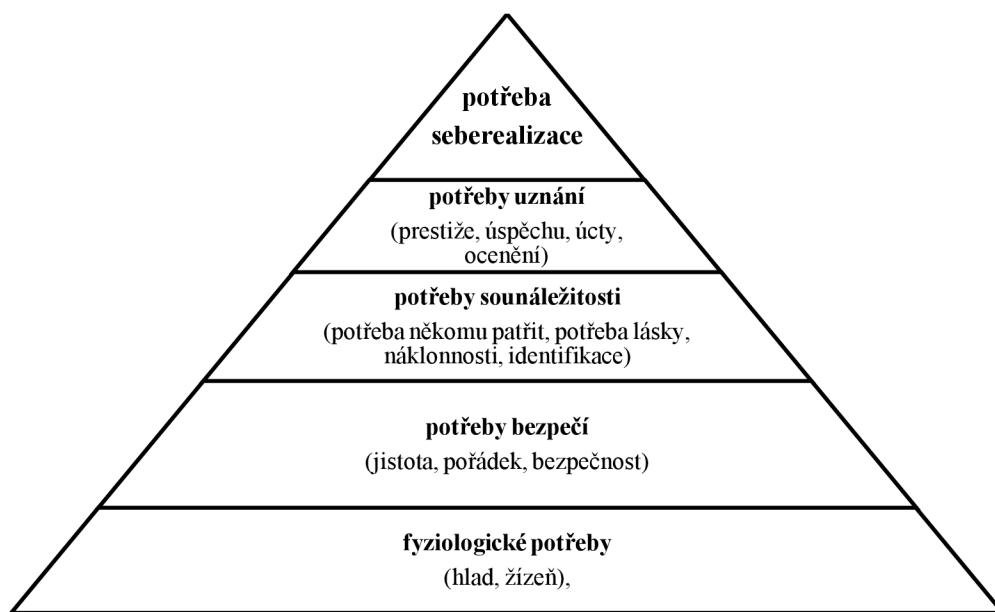 potřeba
seberealizace
potřeby uznání
(prestiže, úspěchu, úcty,
ocenění)
potřeby sounáležitosti
(potřeba někomu patřit, potřeba lásky,
náklonnosti, identifikace)
potřeby bezpečí
(jistota, pořádek, bezpečnost)
fyziologické potřeby
(hlad, žízeň),